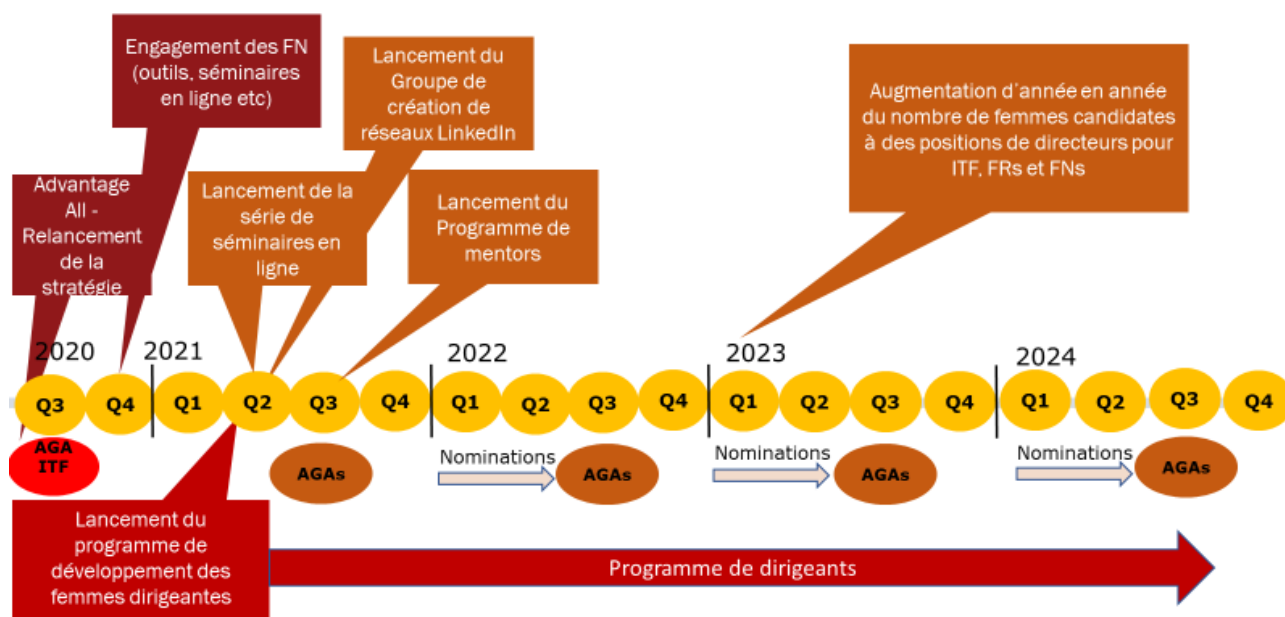 Engagement des FN
(outils, séminaires
en ligne etc)
Lancement du
Groupe de
création de
réseaux LinkedIn
Augmentation d'année en année
du nombre de femmes candidates
à des positions de directeurs pour
ITF, FRs et FNs
Advantage
All -
Relancement
de la
stratégie
Lancement de la
série de
séminaires en
ligne
Lancement du
Programme de
mentors
2020 2021 2022 2023 2024
Q3 Q4 Q1 Q2 Q3 Q4 Q1 Q2 Q3 Q4 Q1 Q2 Q3 Q4 Q1 Q2 Q3 Q4
AGA
ITF
AGAs
Nominations
AGAs
Nominations
AGAs
Nominations
AGAs
Lancement du
programme de
développement des
femmes dirigeantes
Programme de dirigeants